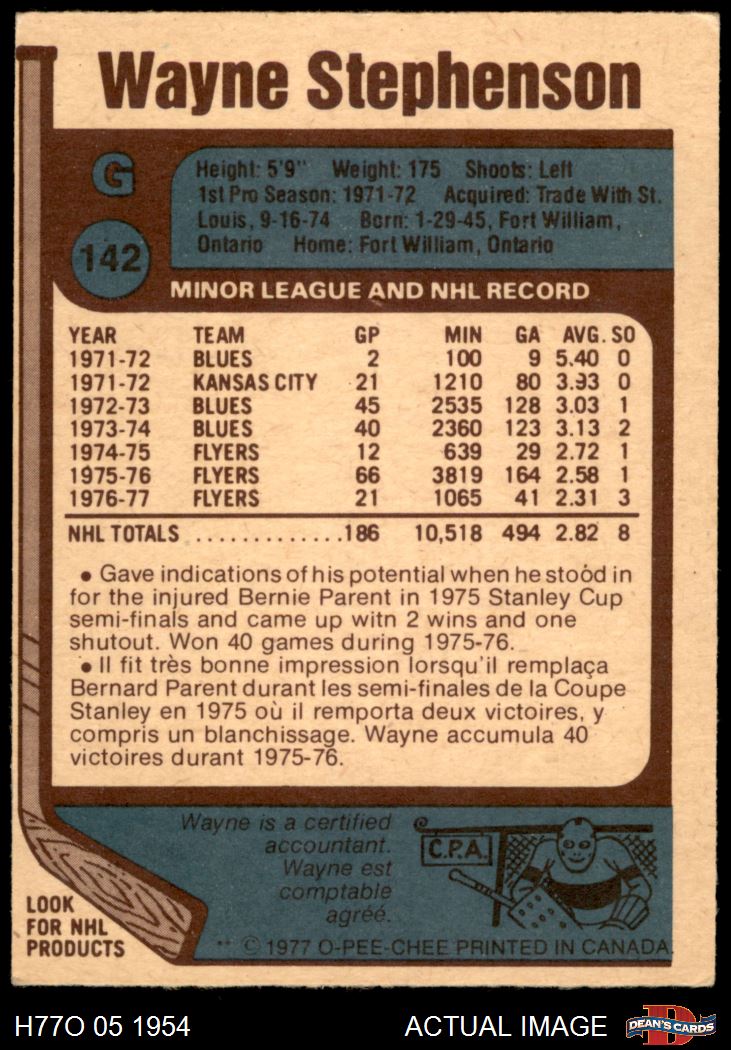 Wayne Stephenson
G
142
Height: 5'9" Weight: 175 Shoots: Left
1st Pro Season: 1971-72 Acquired: Trade With St.
Louis, 9-16-74 Born: 1-29-45, Fort William,
Ontario Home: Fort William, Ontario
MINOR LEAGUE AND NHL RECORD
YEAR TEAM GP MIN GA AVG. SO
1971-72 BLUES 2 100 9 5.40 0
1971-72 KANSAS CITY 21 1210 80 3.93 0
1972-73 BLUES 45 2535 128 3.03 1
1973-74 BLUES 40 2360 123 3.13 2
1974-75 FLYERS 12 639 29 2.72 1
1975-76 FLYERS 66 3819 164 2.58 1
1976-77 FLYERS 21 1065 41 2.31 3
NHL TOTALS .............186 10,518 494 2.82 8
• Gave indications of his potential when he stood in
for the injured Bernie Parent in 1975 Stanley Cup
semi-finals and came up witn 2 wins and one
shutout. Won 40 games during 1975-76.
• Il fit très bonne impression lorsqu'il remplaça
Bernard Parent durant les semi-finales de la Coupe
Stanley en 1975 où il remporta deux victoires, y
compris un blanchissage. Wayne accumula 40
victoires durant 1975-76.
Wayne is a certified
accountant.
Wayne est
comptable
agréé.
C.P.A.
LOOK
FOR NHL
PRODUCTS
** © 1977 O-PEE-CHEE PRINTED IN CANADA
H77O 05 1954 ACTUAL IMAGE
D
DEAN'S CARDS